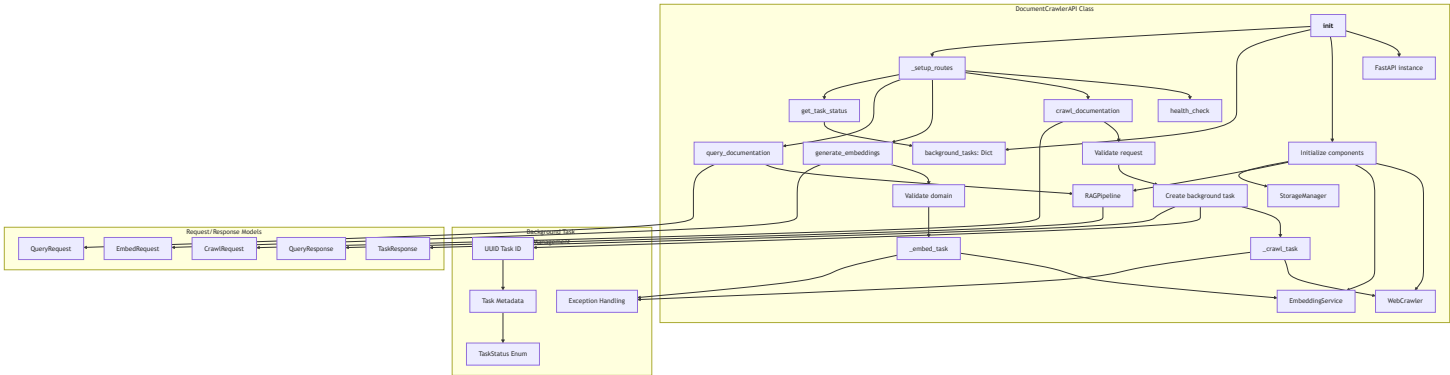 DocumentCrawlerAPI Class
init
_setup_routes
FastAPI Instance
get_task_status
crawl_documentation
health_check
query_documentation
generate_embeddings
background_tasks: Dict
Validate request
Initialize components
Validate domain
RAGPipeline
Create background task
StorageManager
Request/Response Models
QueryRequest
EmbedRequest
CrawlRequest
QueryResponse
TaskResponse
Background Task
Management
UUID Task ID
_embed_task
_crawl_task
Task Metadata
Exception Handling
EmbeddingService
WebCrawler
TaskStatus Enum